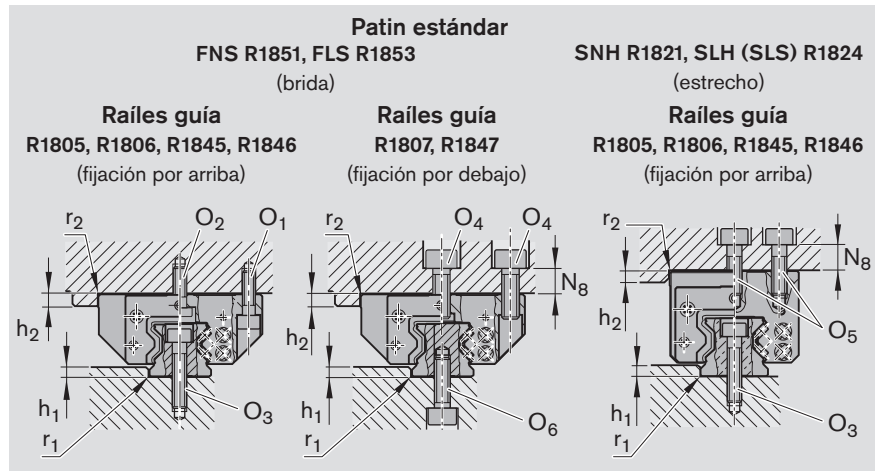 Patin estándar
FNS R1851, FLS R1853
(brida)
SNH R1821, SLH (SLS) R1824
(estrecho)
Raíles guía
R1805, R1806, R1845, R1846
(fijación por arriba)
Raíles guía
R1807, R1847
(fijación por debajo)
Raíles guía
R1805, R1806, R1845, R1846
(fijación por arriba)
r2 O2 O1
h2
h1
r1
O3
r2 O4 O4
N8
h2
h1
r1
O6
r2
N8
h2
O5
h1
r1
O3